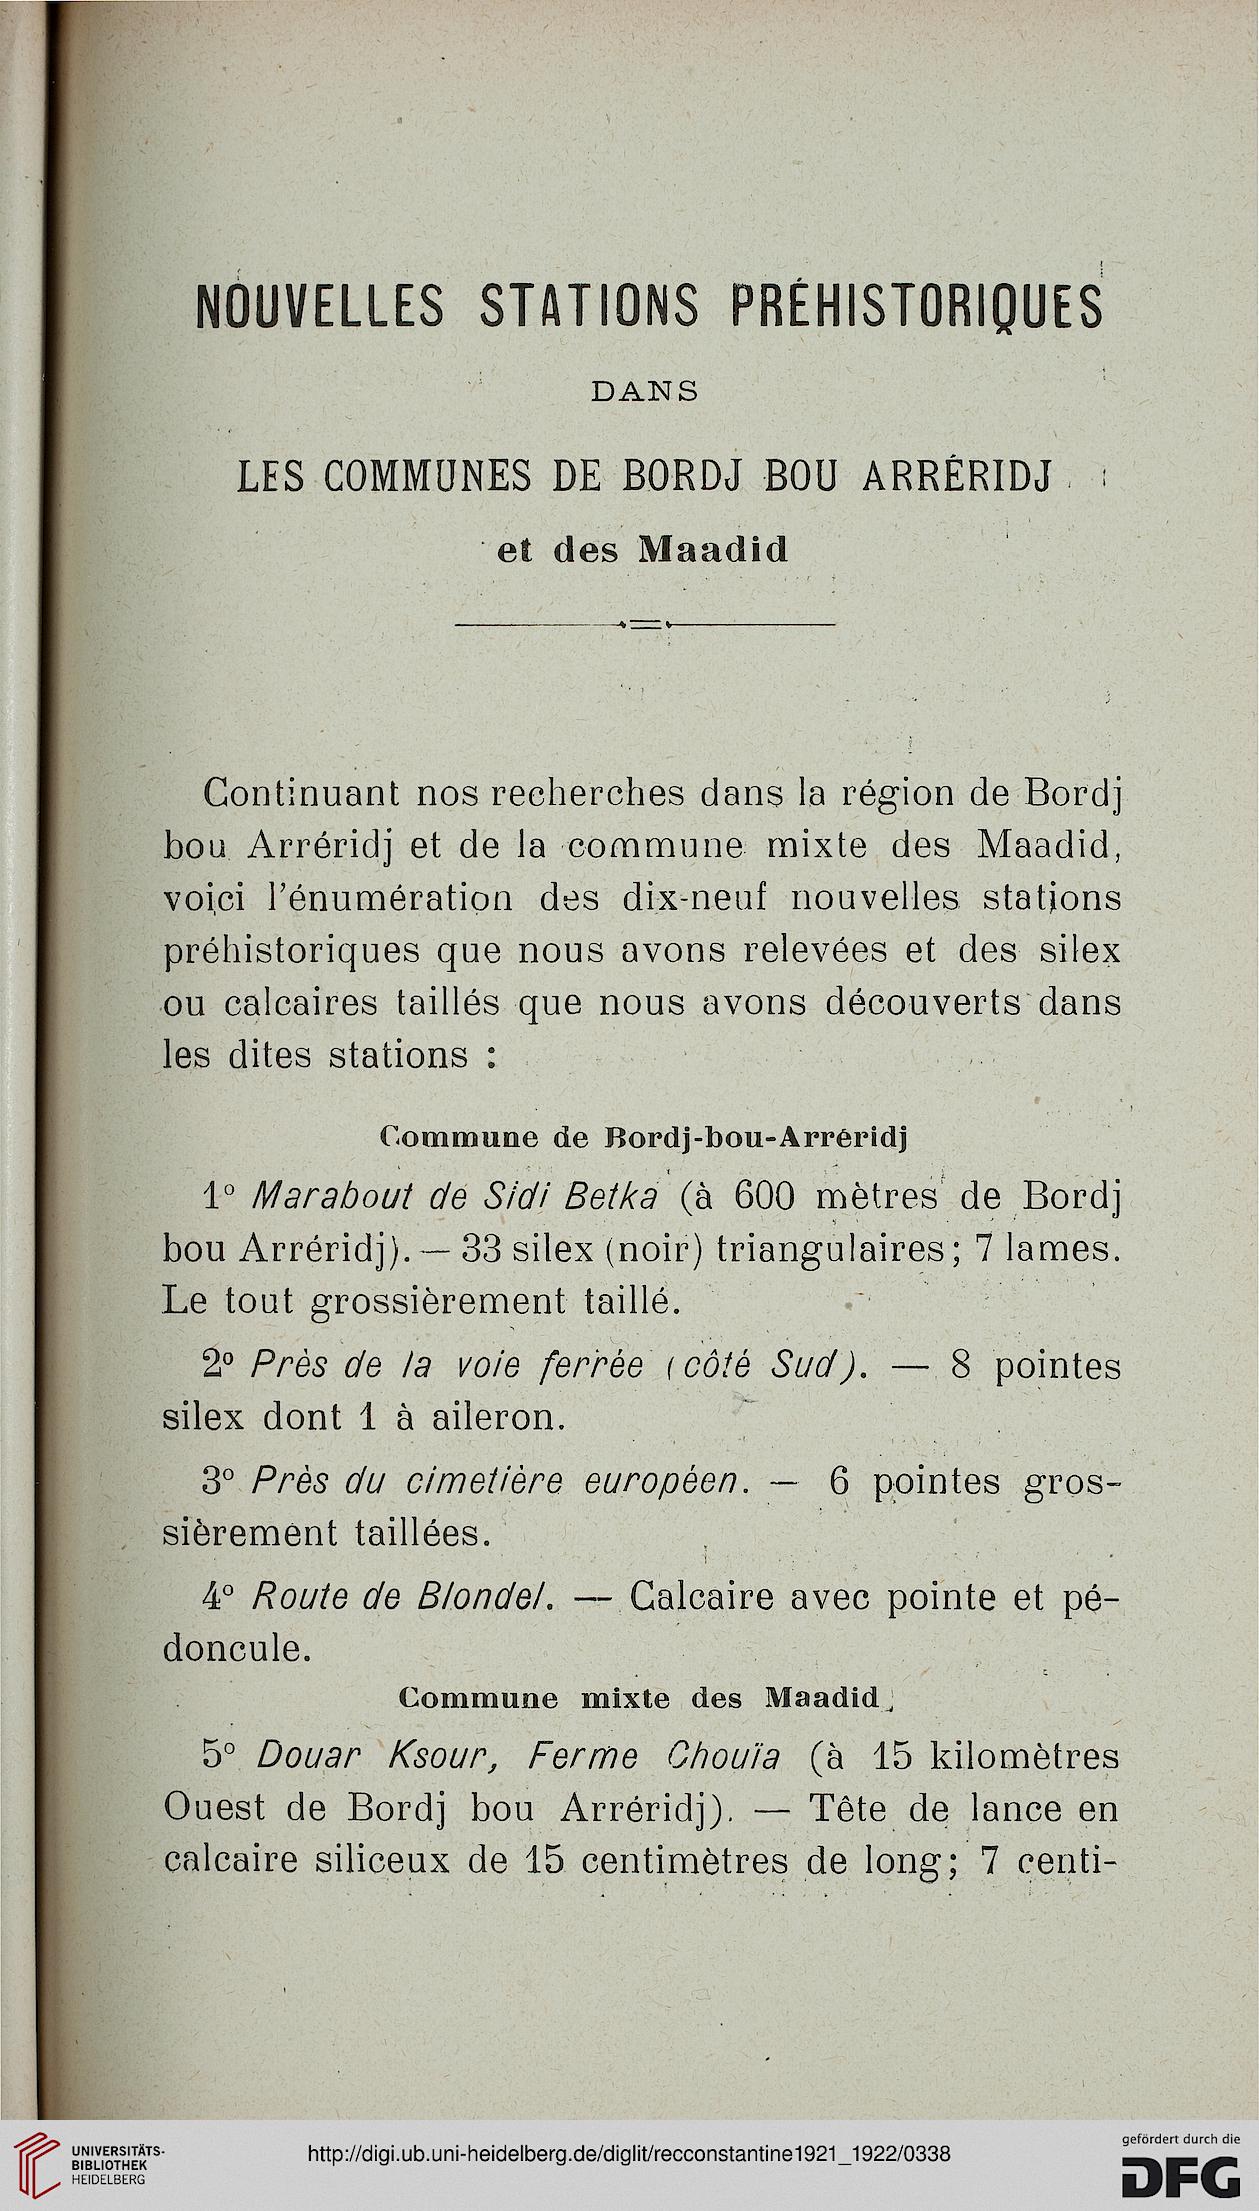 NOUVELLES STATIONS PRÉHISTORIQUES
DANS
LES COMMUNES DE BORDJ BOU ARRÉRIDJ
et des Maadid
Continuant nos recherches dans la région de Bordj
bou Arréridj et de la commune mixte des Maadid,
voici l'énumération des dix-neuf nouvelles stations
préhistoriques que nous avons relevées et des silex
ou calcaires taillés que nous avons découverts dans
les dites stations :
Commune de Bordj-bou-Arréridj
1° Marabout de Sidi Betka (à 600 mètres de Bordj
bou Arréridj). — 33 silex (noir) triangulaires; 7 lames.
Le tout grossièrement taillé.
2° Près de la voie ferrée (côté Sud). — 8 pointes
silex dont 1 à aileron.
3° Près du cimetière européen. — 6 pointes gros-
sièrement taillées.
4° Route de Blondel. — Calcaire avec pointe et pé-
doncule.
Commune mixte des Maadid
5° Douar Ksour, Ferme Chouïa (à 15 kilomètres
Ouest de Bordj bou Arréridj). — Tête de lance en
calcaire siliceux de 15 centimètres de long; 7 centi-
UNIVERSITÄTS-
BIBLIOTHEK
HEIDELBERG
http://digi.ub.uni-heidelberg.de/diglit/recconstantine1921_1922/0338
gefördert durch die
DFG